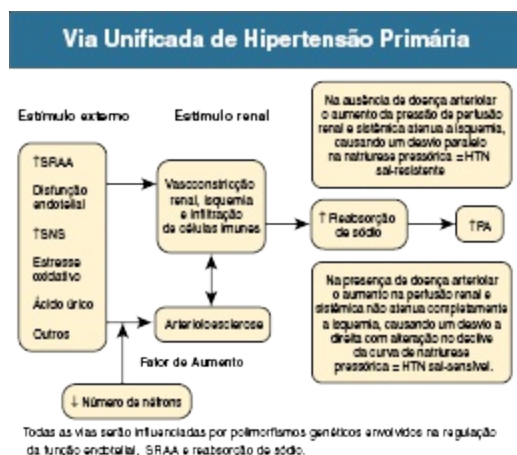 Via Unificada de Hipertensão Primária
Estímulo externo
Estímulo renal
↑SRAA
Disfunção
endotelial
↑SNS
Estresse
oxidativo
Ácido úrico
Outros
Vasoconstricção
renal, isquemia
e infiltração
de células imunes
Arterioloesclerose
Fator de Aumento
↓ Número de néfrons
Na ausência de doença arteriolar
o aumento da pressão de perfusão
renal e sistêmica atenua a isquemia,
causando um desvio paralelo
na natriurese pressórica = HTN
sal-resistente
↑ Reabsorção
de sódio
↑PA
Na presença de doença arteriolar
o aumento na perfusão renal e
sistêmica não atenua completamente
a isquemia, causando um desvio a
direita com alteração no declive
da curva de natriurese
pressórica = HTN sal-sensível.
Todas as vias serão influenciadas por polimorfismos genéticos envolvidos na regulação
da função endotelial, SRAA e reabsorção de sódio.